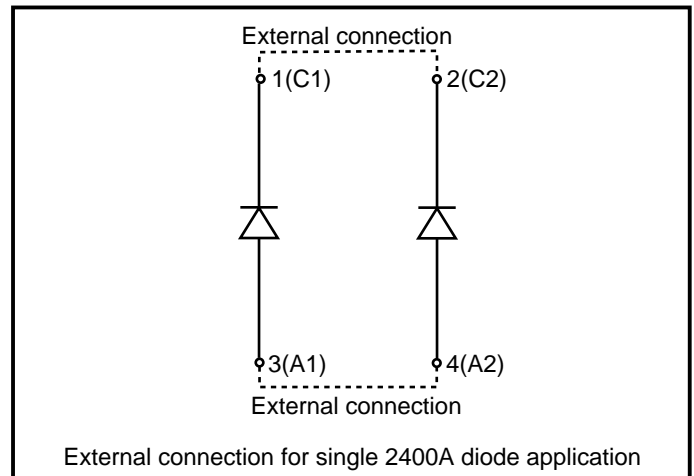 External connection
1(C1)
2(C2)
3(A1)
4(A2)
External connection
External connection for single 2400A diode application